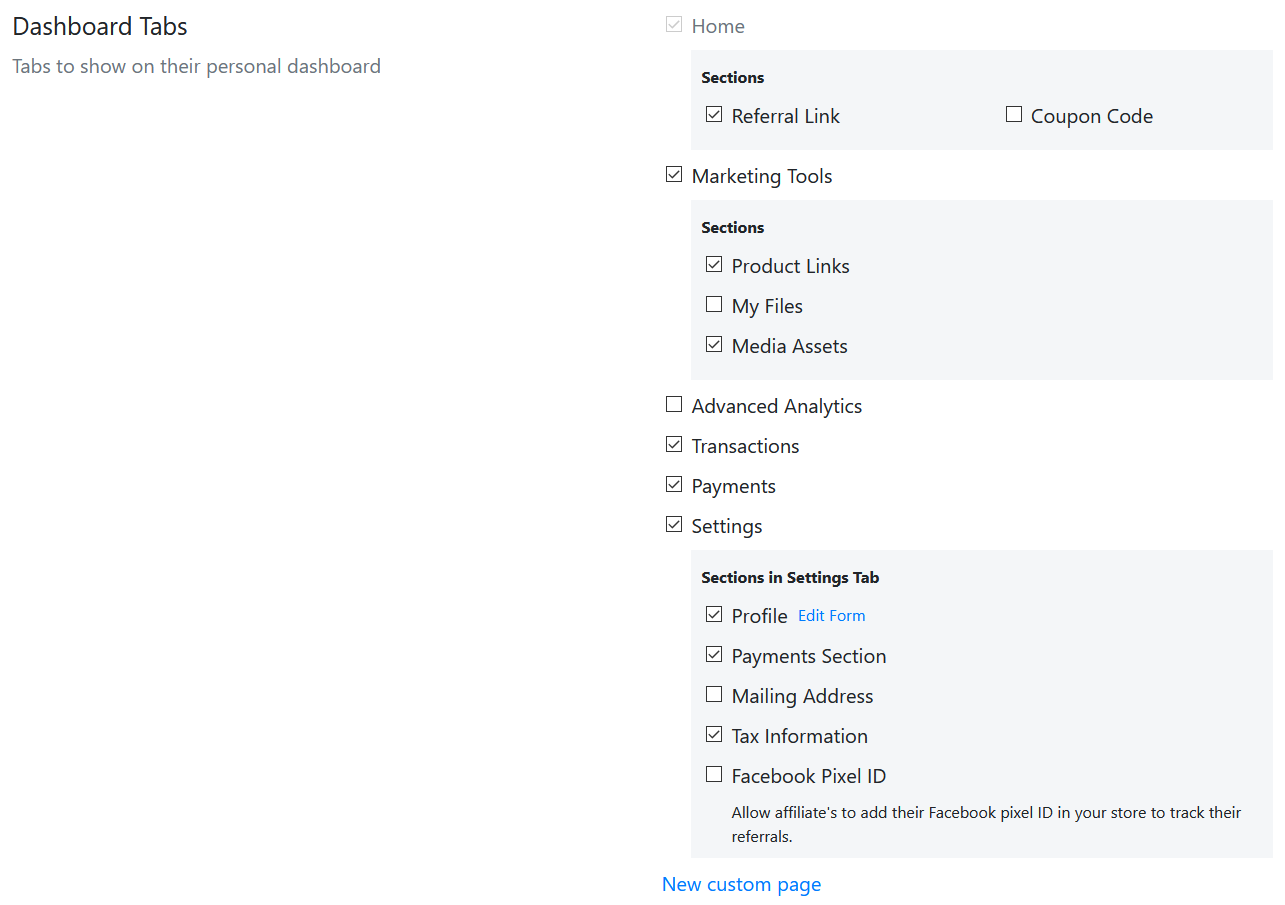 Dashboard Tabs
Tabs to show on their personal dashboard
Home
Sections
Referral Link
Coupon Code
Marketing Tools
Sections
Product Links
My Files
Media Assets
Advanced Analytics
Transactions
Payments
Settings
Sections in Settings Tab
Profile Edit Form
Payments Section
Mailing Address
Tax Information
Facebook Pixel ID
Allow affiliate's to add their Facebook pixel ID in your store to track their
referrals.
New custom page